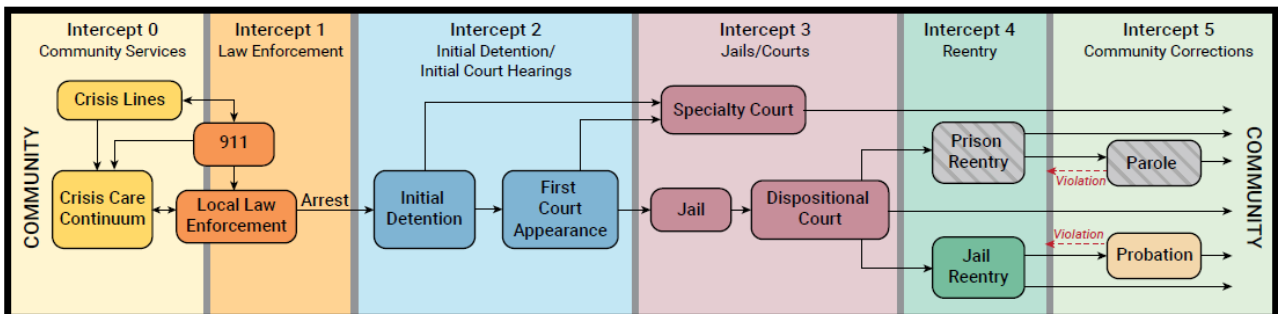 Intercept 0
Community Services
Intercept 1
Law Enforcement
Intercept 2
Initial Detention/
Initial Court Hearings
Intercept 3
Jails/Courts
Intercept 4
Reentry
Intercept 5
Community Corrections
COMMUNITY
Crisis Lines
911
Crisis Care
Continuum
Local Law
Enforcement
Arrest
Initial
Detention
First
Court
Appearance
Specialty Court
Jail
Dispositional
Court
Prison
Reentry
Parole
Violation
Jail
Reentry
Probation
Violation
COMMUNITY